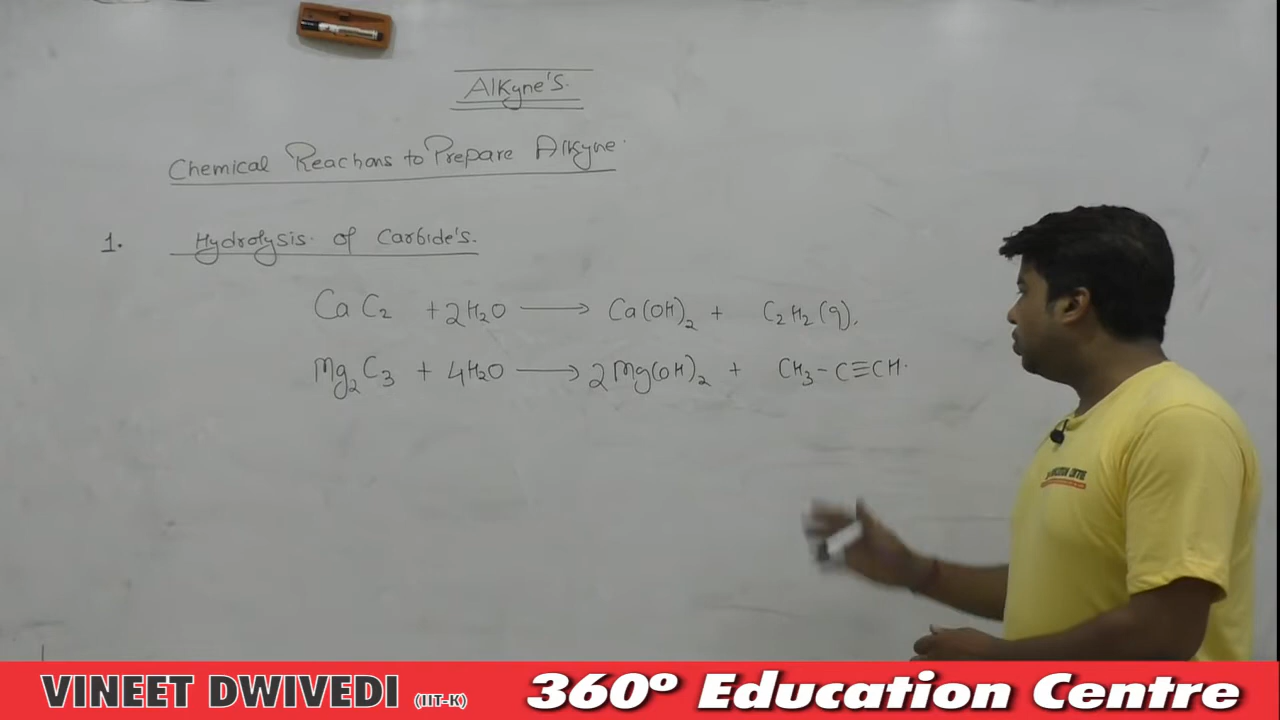 Alkyne's.
Chemical Reactions to Prepare Alkyne.
1. Hydrolysis of Carbide's.
CaC₂ + 2H₂O ⟶ Ca(OH)₂ + C₂H₂(g).
Mg₂C₃ + 4H₂O ⟶ 2Mg(OH)₂ + CH₃-C≡CH.
VINEET DWIVEDI (IIT-K) 360º Education Centre